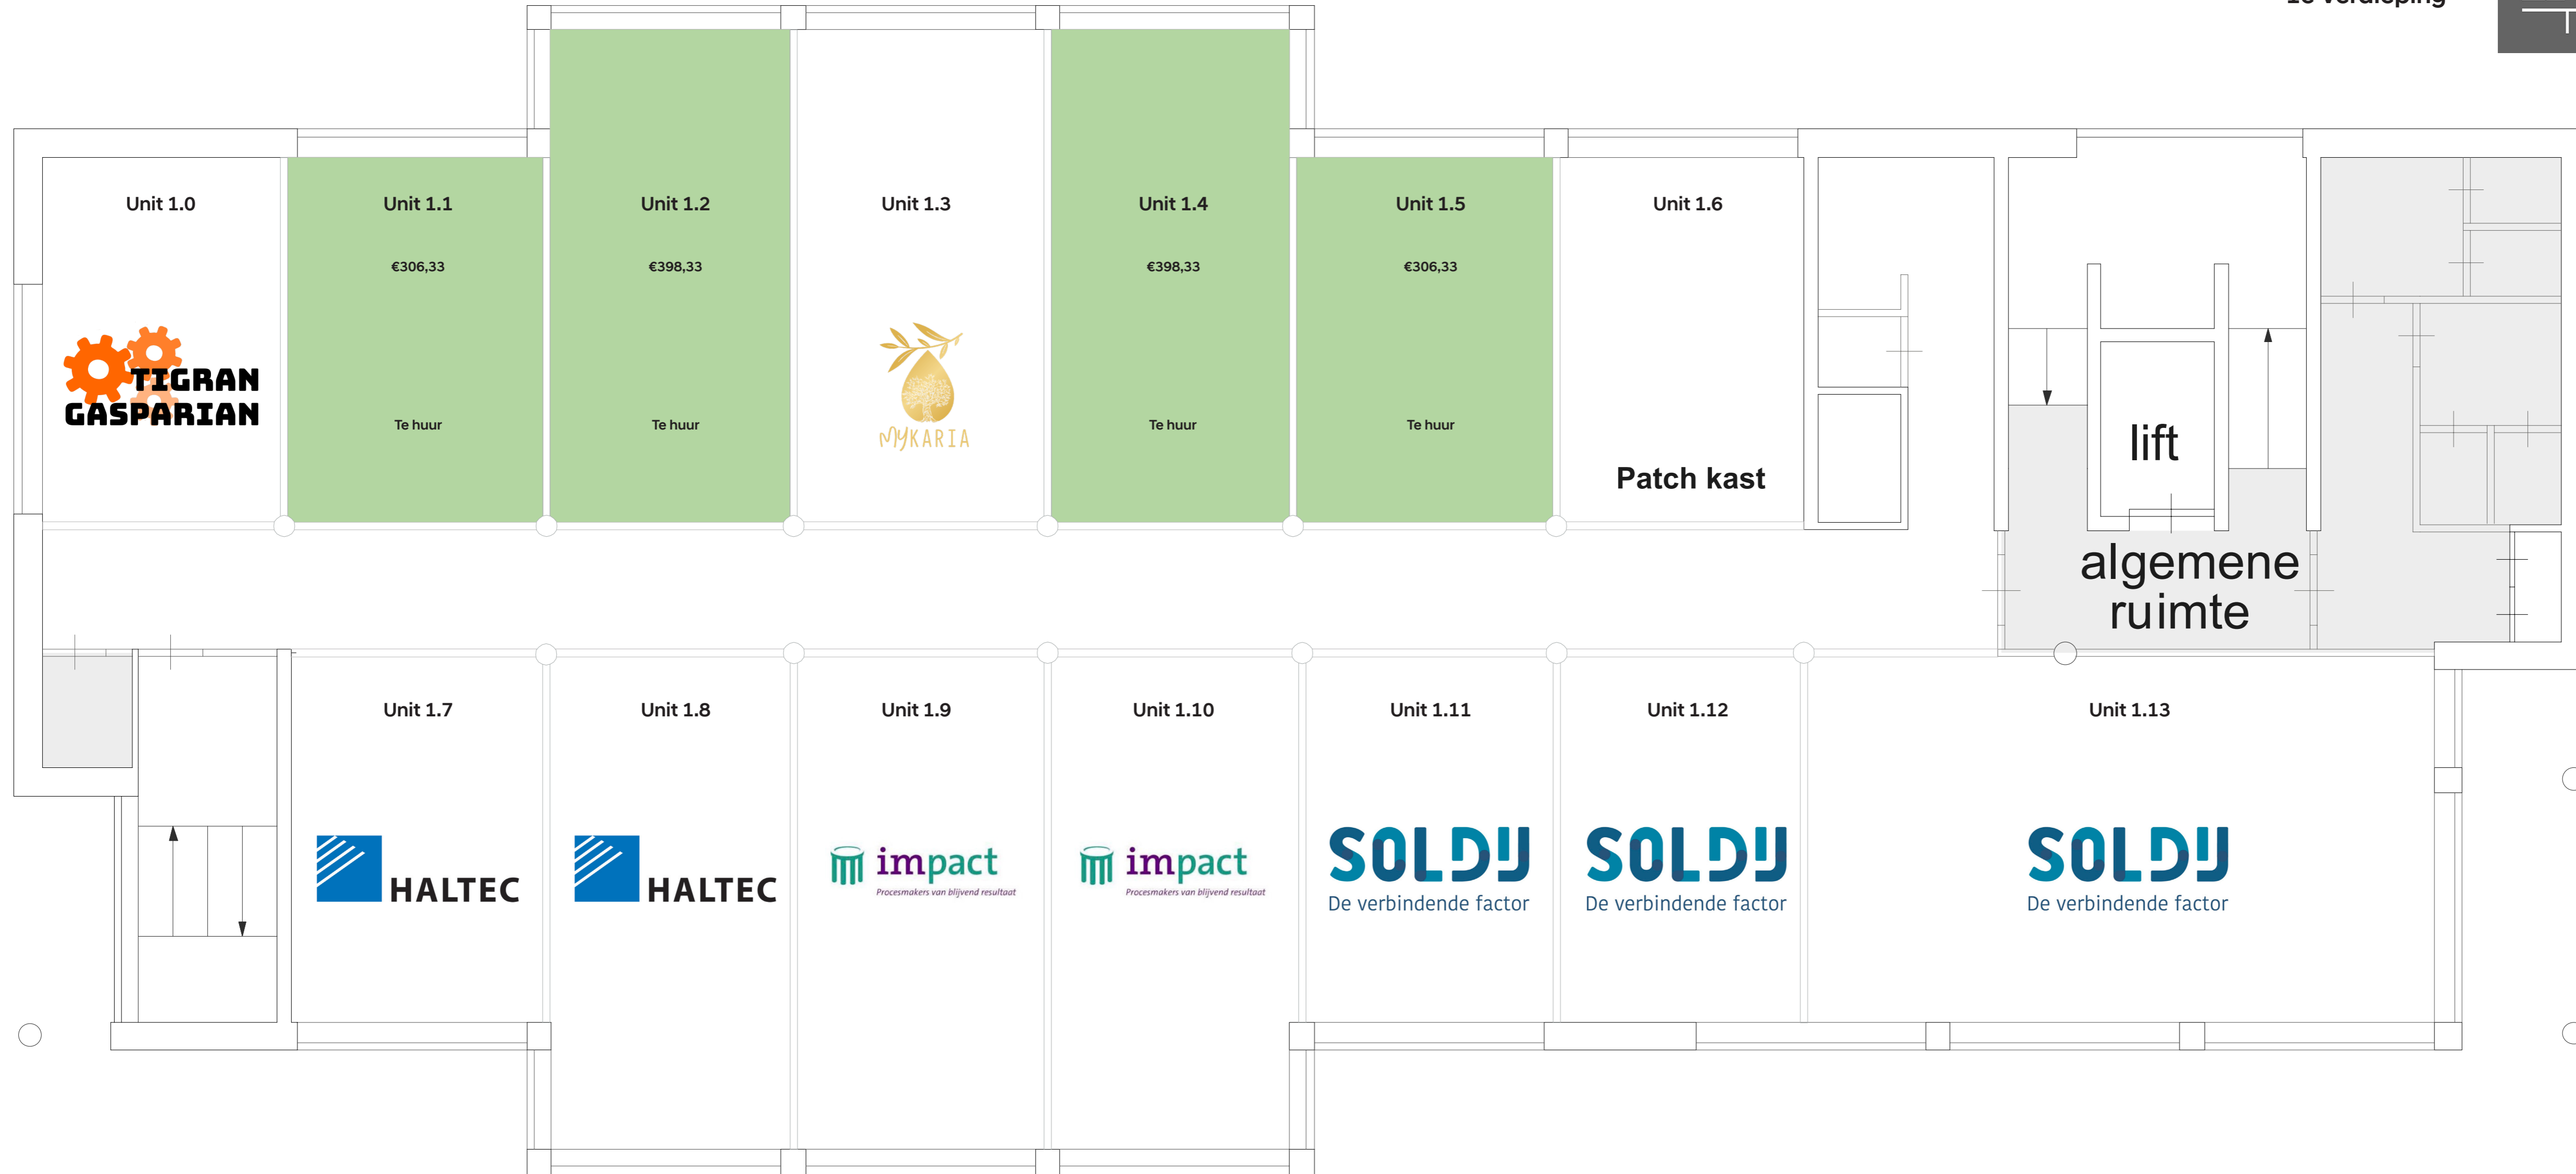 1e verdieping
Unit 1.0
Unit 1.1
Unit 1.2
Unit 1.3
Unit 1.4
Unit 1.5
Unit 1.6
€306,33
€398,33
€398,33
€306,33
TIGRAN
GASPARIAN
MYKARIA
Te huur
Te huur
Te huur
Te huur
Patch kast
lift
algemene
ruimte
Unit 1.7
Unit 1.8
Unit 1.9
Unit 1.10
Unit 1.11
Unit 1.12
Unit 1.13
HALTEC
HALTEC
impact
Procesmakers van blijvend resultaat
impact
Procesmakers van blijvend resultaat
SOLDIJ
De verbindende factor
SOLDIJ
De verbindende factor
SOLDIJ
De verbindende factor